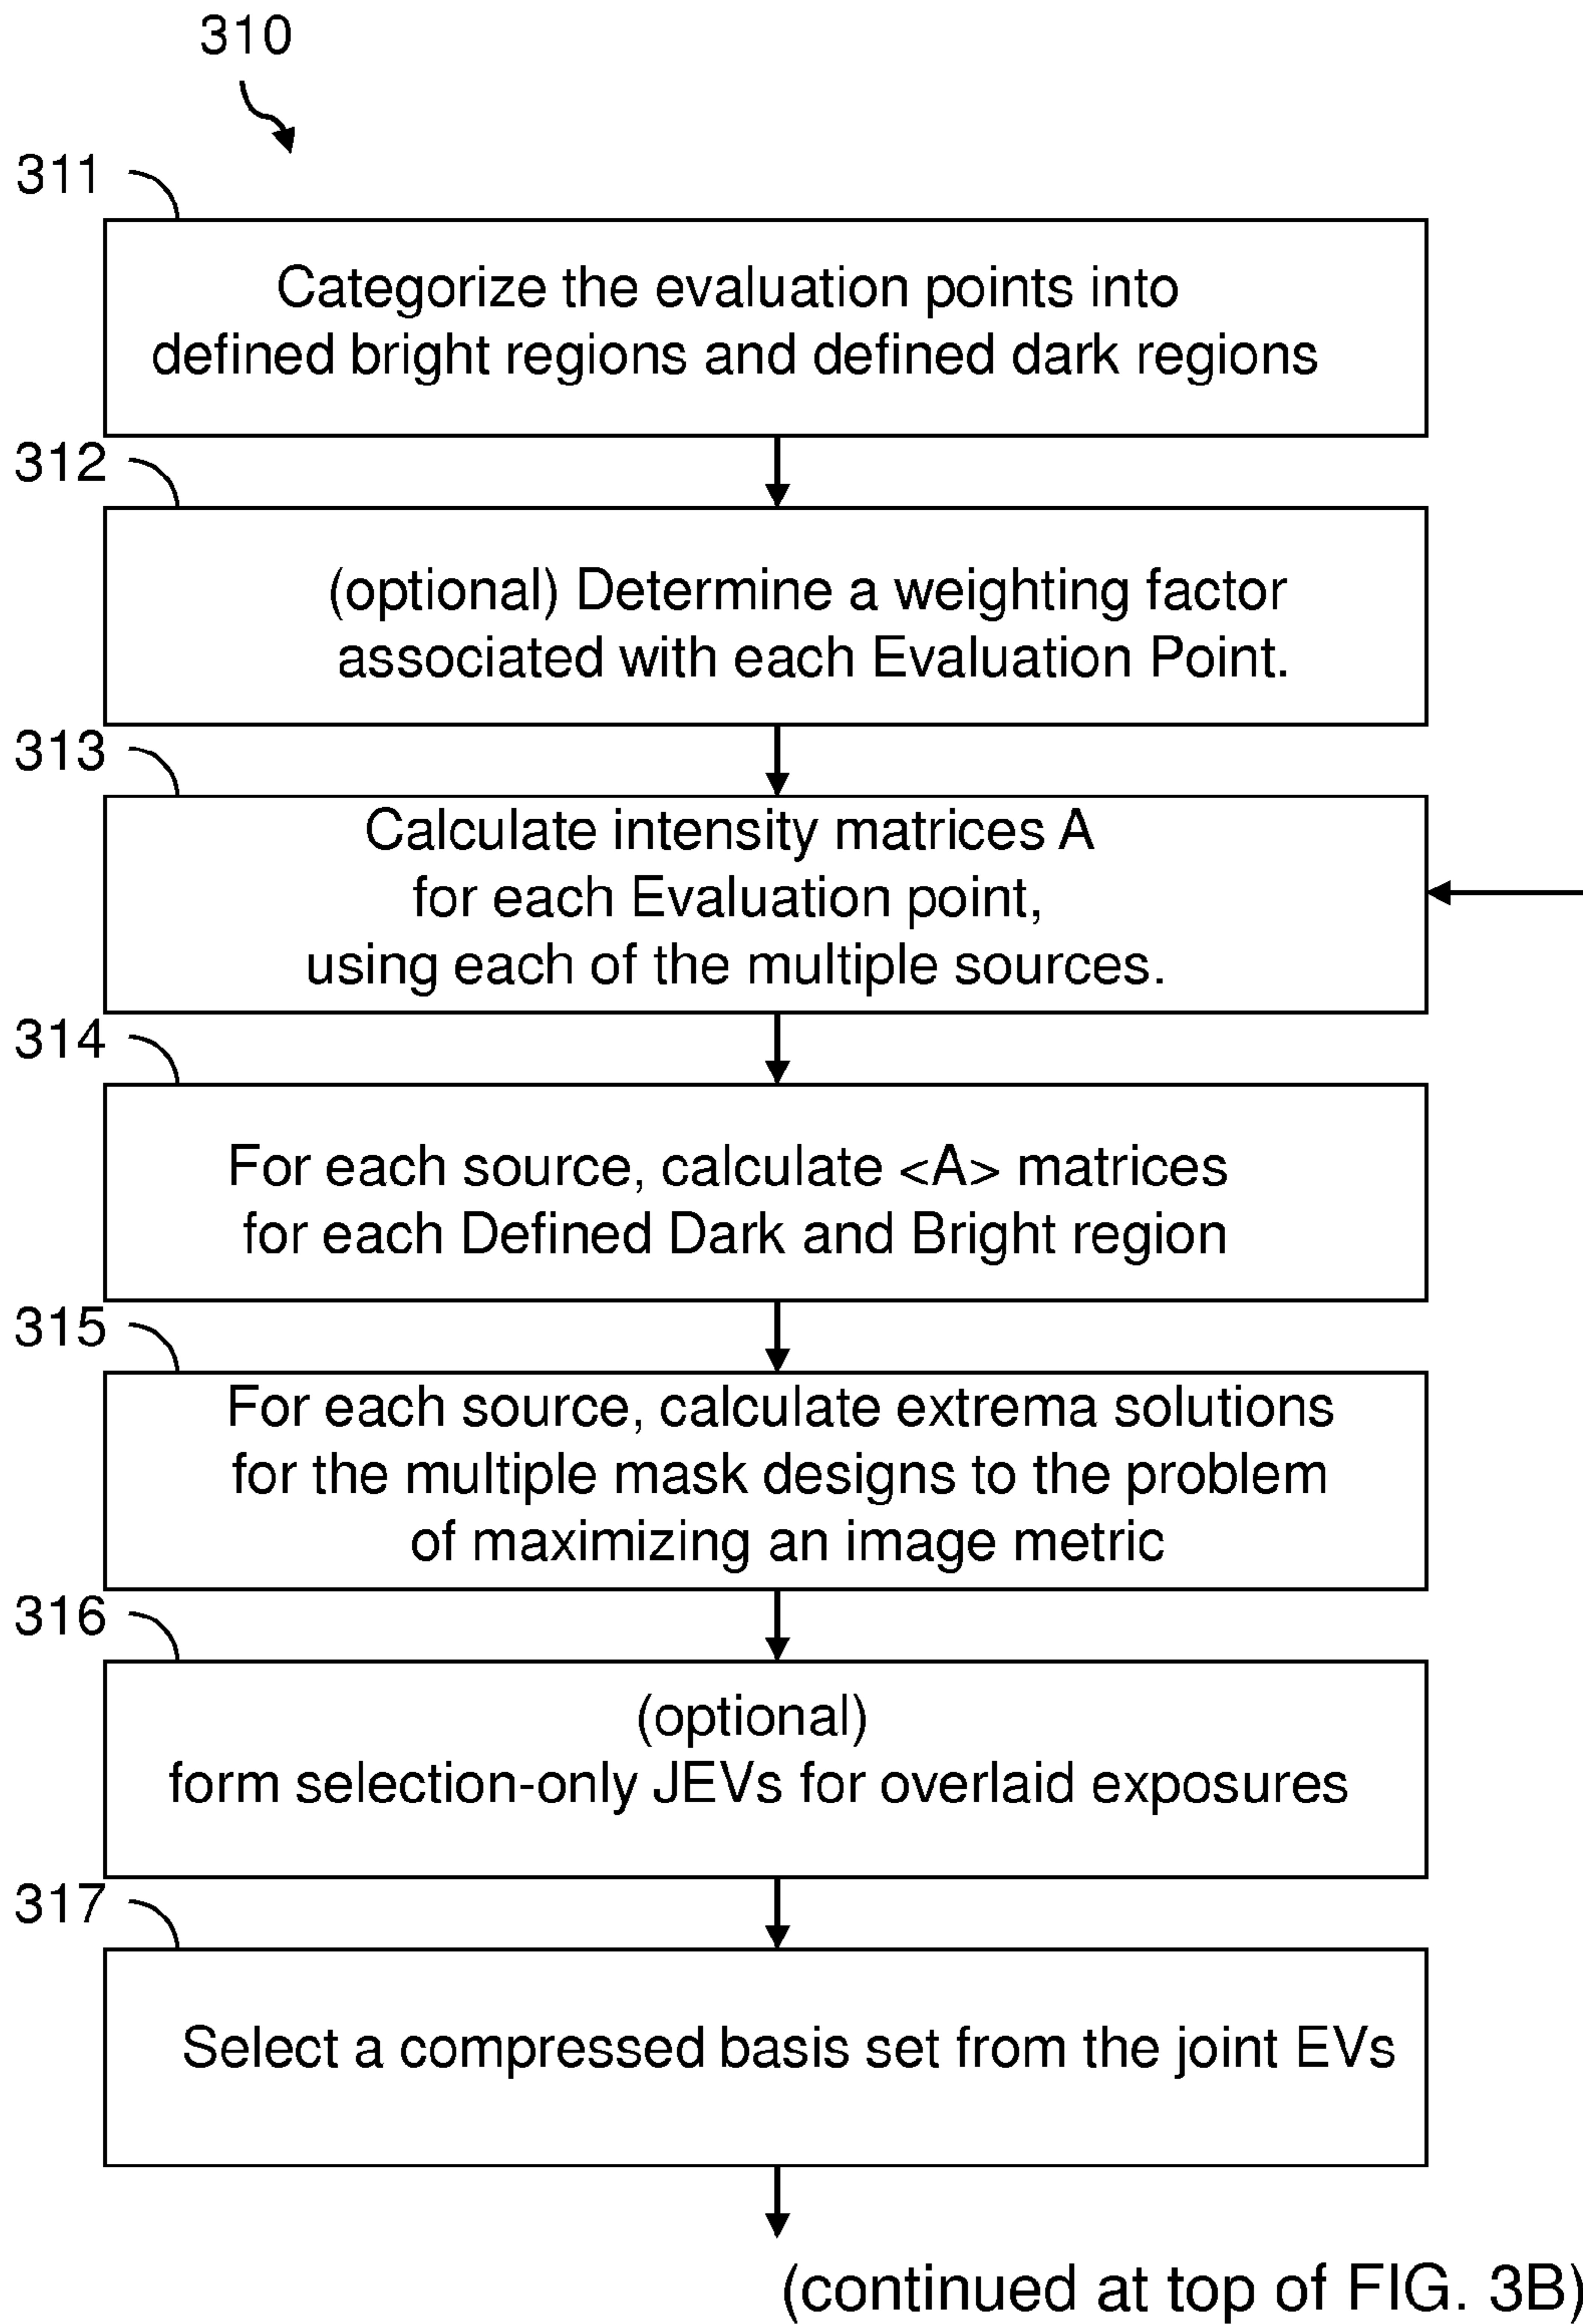 310
311
Categorize the evaluation points into
defined bright regions and defined dark regions
312
(optional) Determine a weighting factor
associated with each Evaluation Point.
313
Calculate intensity matrices A
for each Evaluation point,
using each of the multiple sources.
314
For each source, calculate <A> matrices
for each Defined Dark and Bright region
315
For each source, calculate extrema solutions
for the multiple mask designs to the problem
of maximizing an image metric
316
(optional)
form selection-only JEVs for overlaid exposures
317
Select a compressed basis set from the joint EVs
(continued at top of FIG. 3B)